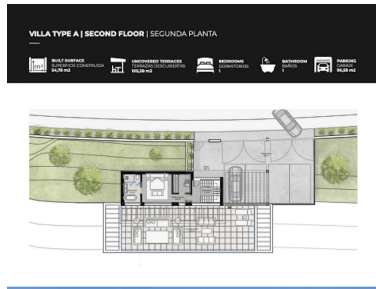 VILLA TYPE A | SECOND FLOOR | SEGUNDA PLANTA
BUILT SURFACE
SUPERFICIE CONSTRUIDA
54,78 m2
UNCOVERED TERRACES
TERRAZAS DESCUBIERTAS
BEDROOMS
DORMITORIOS
1
BATHROOM
BAÑOS
1
PARKING
GARAJE